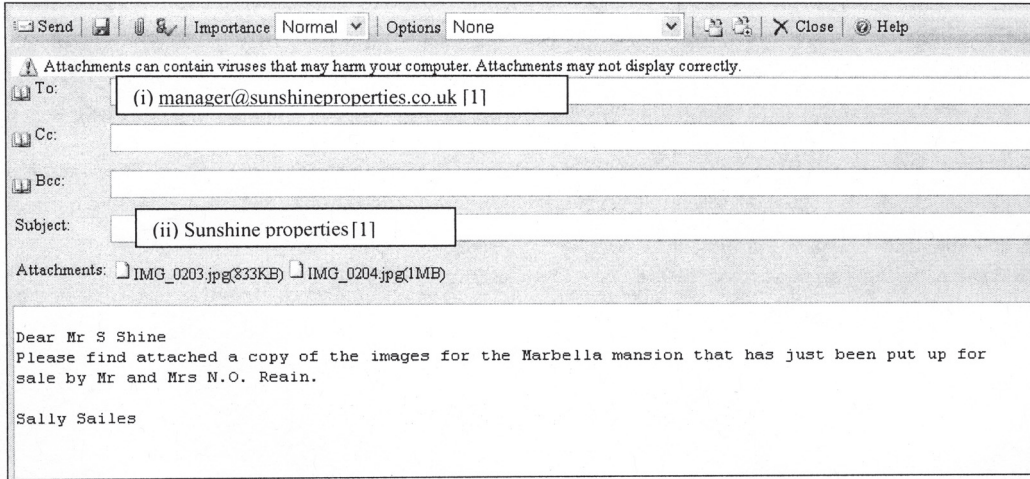 Send Importance Normal Options None Close Help
Attachments can contain viruses that may harm your computer. Attachments may not display correctly.
To: (i) manager@sunshineproperties.co.uk [1]
Cc:
Bcc:
Subject: (ii) Sunshine properties[1]
Attachments: IMG_0203.jpg(833KB) IMG_0204.jpg(1MB)
Dear Mr S Shine
Please find attached a copy of the images for the Marbella mansion that has just been put up for
sale by Mr and Mrs N.O. Reain.
Sally Sailes